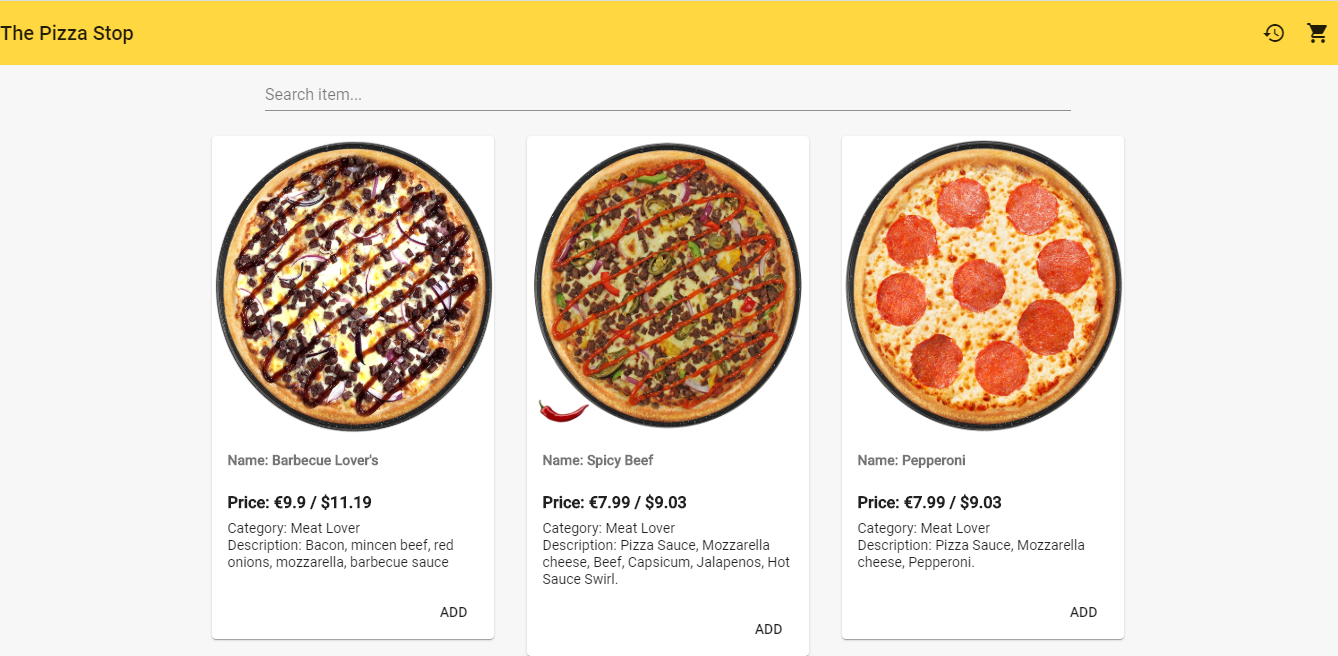 The Pizza Stop
Search item...
Name: Barbecue Lover's
Price: €9.9 / $11.19
Category: Meat Lover
Description: Bacon, mincen beef, red
onions, mozzarella, barbecue sauce
ADD
Name: Spicy Beef
Price: €7.99 / $9.03
Category: Meat Lover
Description: Pizza Sauce, Mozzarella
cheese, Beef, Capsicum, Jalapenos, Hot
Sauce Swirl.
ADD
Name: Pepperoni
Price: €7.99 / $9.03
Category: Meat Lover
Description: Pizza Sauce, Mozzarella
cheese, Pepperoni.
ADD